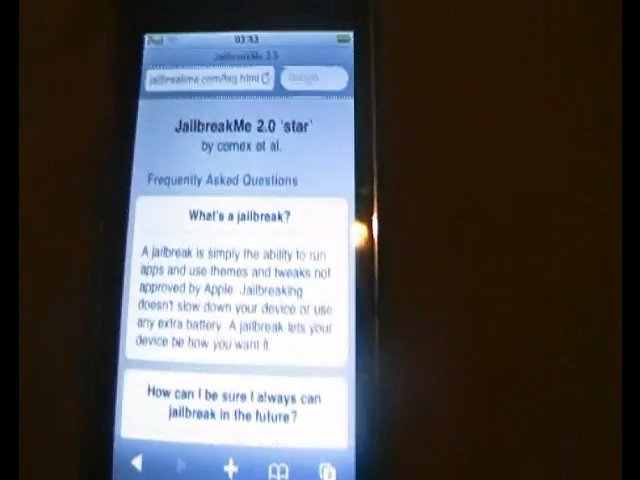 iPod
03:43
JailbreakMe 2.0
jailbreakme.com/faq.html
Google
JailbreakMe 2.0 'star'
by comex et al.
Frequently Asked Questions
What's a jailbreak?
A jailbreak is simply the ability to run
apps and use themes and tweaks not
approved by Apple. Jailbreaking
doesn't slow down your device or use
any extra battery. A jailbreak lets your
device be how you want it.
How can I be sure I always can
jailbreak in the future?